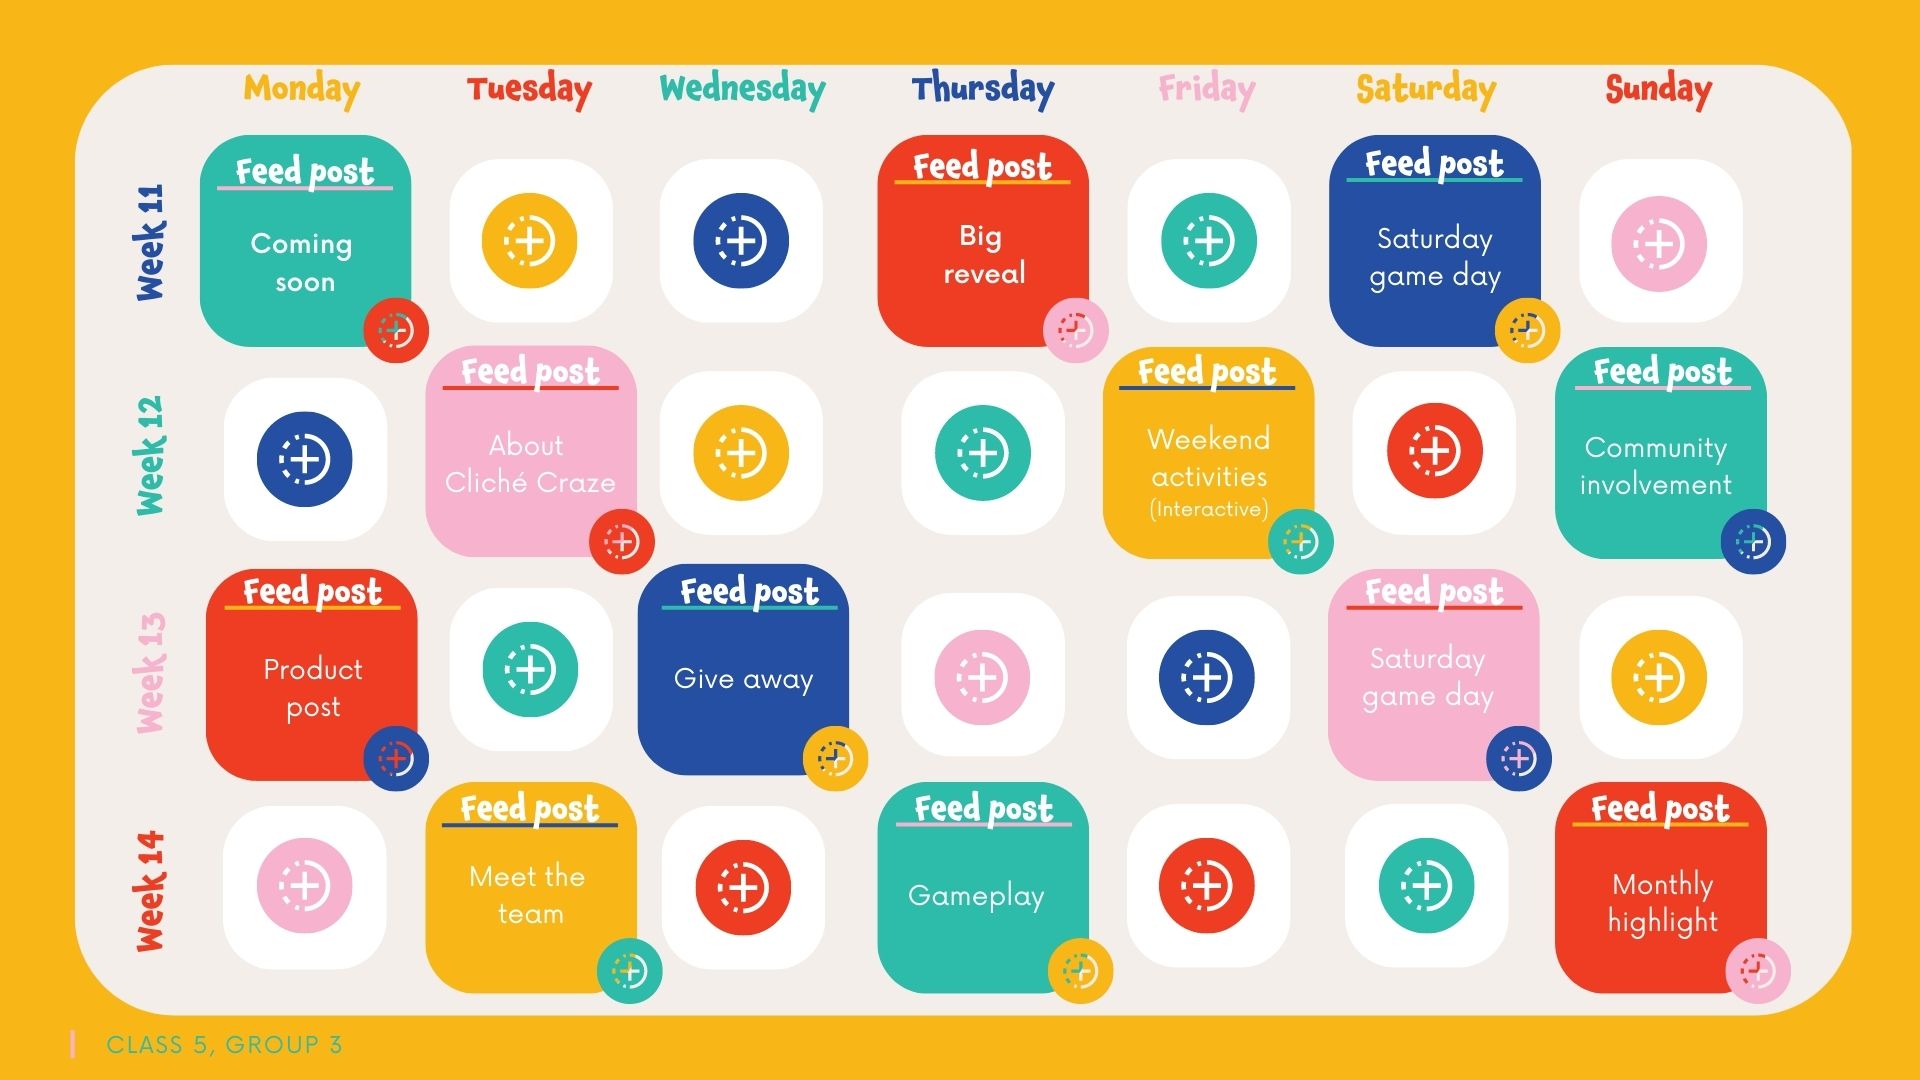 Monday Tuesday Wednesday Thursday Friday Saturday Sunday
Week 11
Feed post
Coming
soon
Feed post
Big
reveal
Feed post
Saturday
game day
Week 12
Feed post
About
Cliché Craze
Feed post
Weekend
activities
(Interactive)
Feed post
Community
involvement
Week 13
Feed post
Product
post
Feed post
Give away
Feed post
Saturday
game day
Week 14
Feed post
Meet the
team
Feed post
Gameplay
Feed post
Monthly
highlight
CLASS 5, GROUP 3